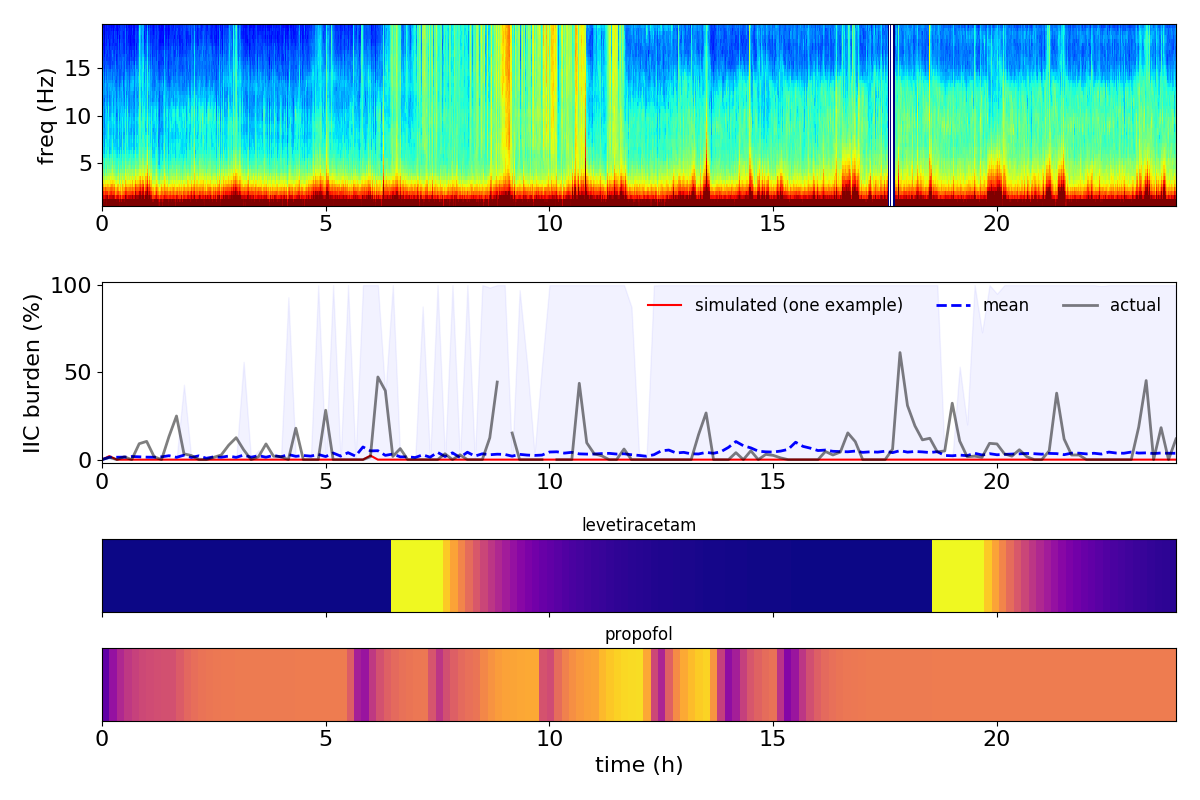 freq (Hz)
15
10
5
0 5 10 15 20
IIC burden (%)
100
50
0
simulated (one example) mean actual
0 5 10 15 20
levetiracetam
propofol
0 5 10 15 20
time (h)